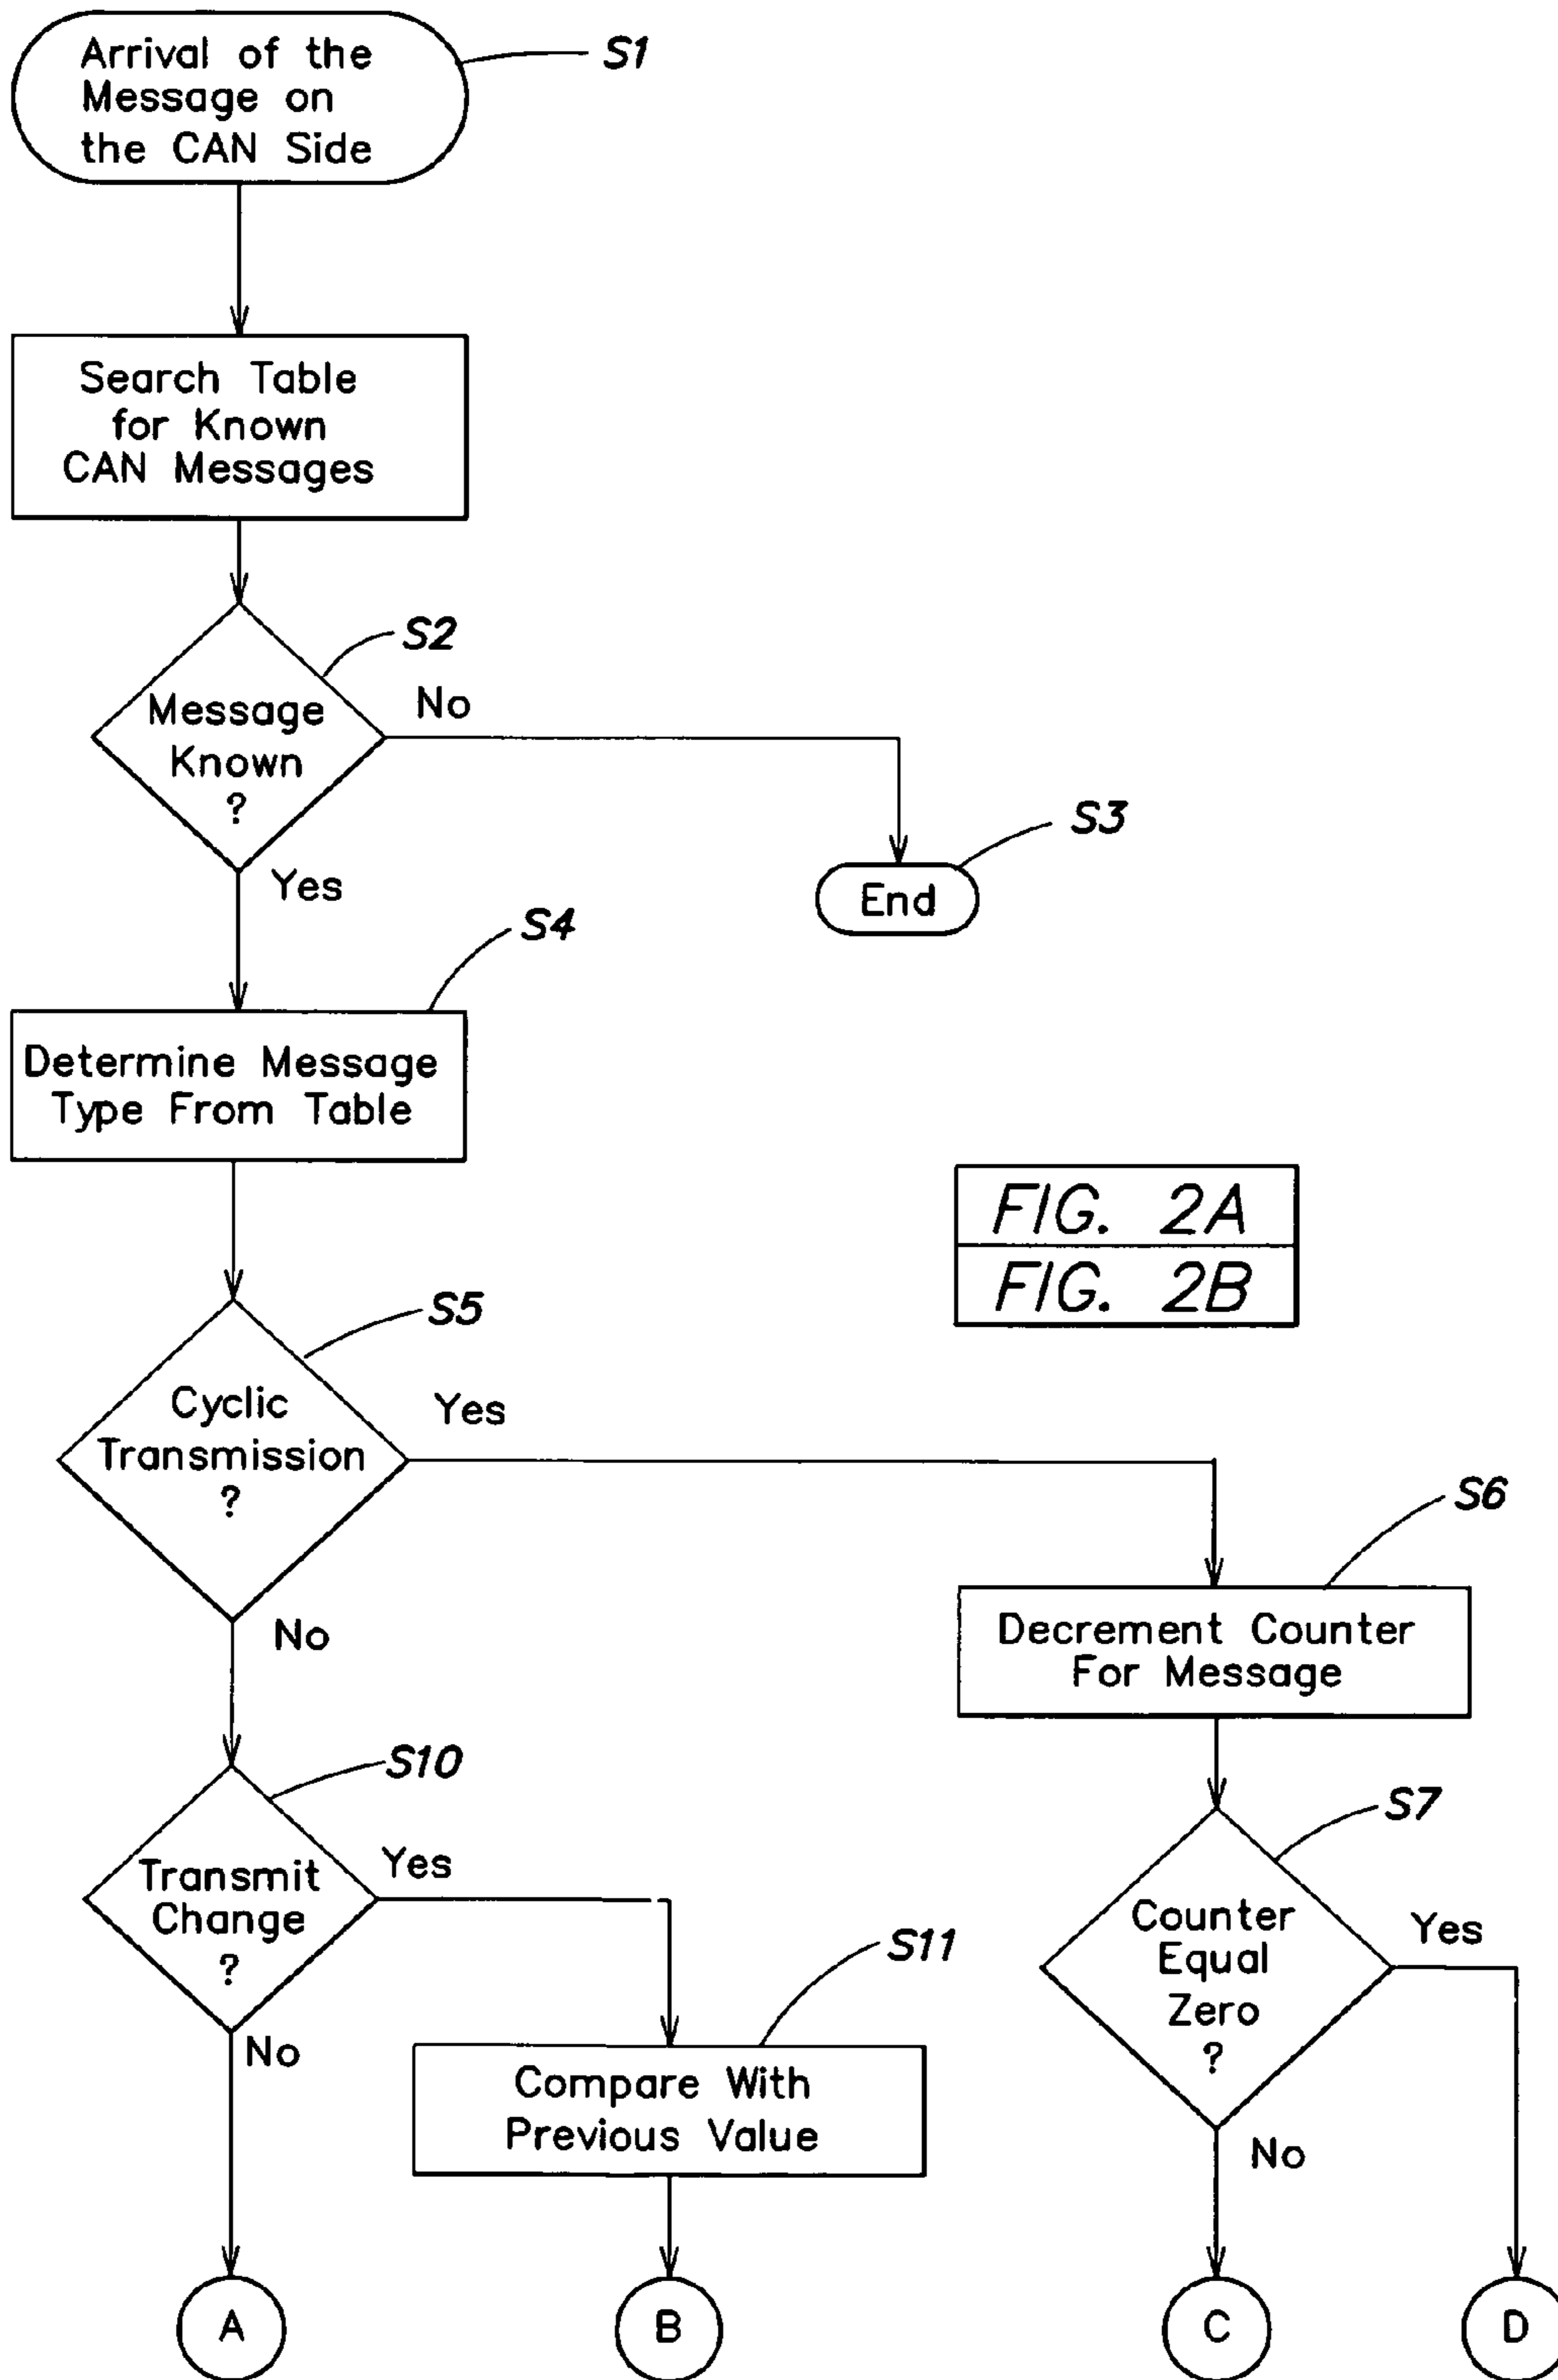 Arrival of the
Message on
the CAN Side
S1
Search Table
for Known
CAN Messages
S2
Message
Known
?
No
Yes
S3
End
S4
Determine Message
Type From Table
FIG. 2A
FIG. 2B
S5
Cyclic
Transmission
?
Yes
No
S6
Decrement Counter
For Message
S10
Transmit
Change
?
Yes
No
S7
Counter
Equal
Zero
?
Yes
No
S11
Compare With
Previous Value
A
B
C
D